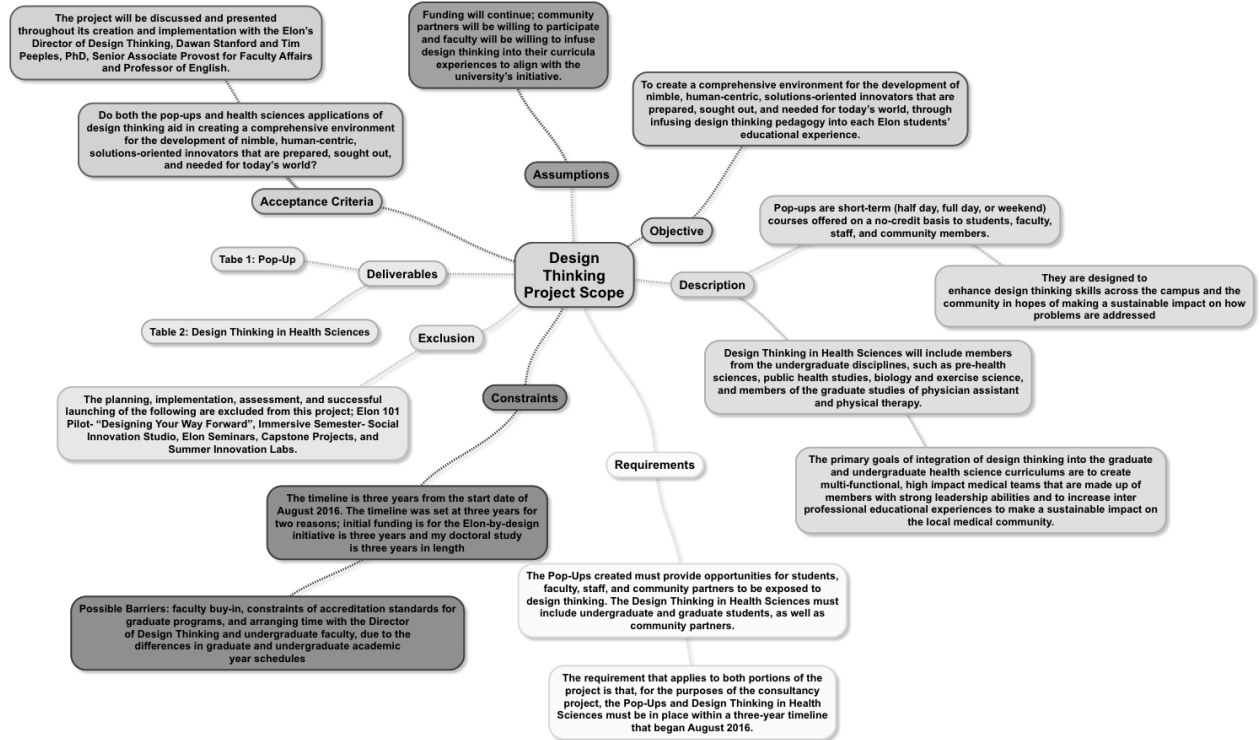 The project will be discussed and presented
throughout its creation and implementation with the Elon's
Director of Design Thinking, Dawan Stanford and Tim
Peeples, PhD, Senior Associate Provost for Faculty Affairs
and Professor of English.
Do both the pop-ups and health sciences applications of
design thinking aid in creating a comprehensive environment
for the development of nimble, human-centric,
solutions-oriented innovators that are prepared, sought out,
and needed for today's world?
Acceptance Criteria
Funding will continue; community
partners will be willing to participate
and faculty will be willing to infuse
design thinking into their curricula
experiences to align with the
university's initiative.
Assumptions
To create a comprehensive environment for the development of
nimble, human-centric, solutions-oriented innovators that are
prepared, sought out, and needed for today's world, through
infusing design thinking pedagogy into each Elon students'
educational experience.
Objective
Design
Thinking
Project Scope
Description
Pop-ups are short-term (half day, full day, or weekend)
courses offered on a no-credit basis to students, faculty,
staff, and community members.
They are designed to
enhance design thinking skills across the campus and the
community in hopes of making a sustainable impact on how
problems are addressed
Design Thinking in Health Sciences will include members
from the undergraduate disciplines, such as pre-health
sciences, public health studies, biology and exercise science,
and members of the graduate studies of physician assistant
and physical therapy.
The primary goals of integration of design thinking into the graduate
and undergraduate health science curriculums are to create
multi-functional, high impact medical teams that are made up of
members with strong leadership abilities and to increase inter
professional educational experiences to make a sustainable impact on
the local medical community.
Deliverables
Tabe 1: Pop-Up
Table 2: Design Thinking in Health Sciences
Exclusion
The planning, implementation, assessment, and successful
launching of the following are excluded from this project; Elon 101
Pilot- “Designing Your Way Forward”, Immersive Semester- Social
Innovation Studio, Elon Seminars, Capstone Projects, and
Summer Innovation Labs.
Constraints
The timeline is three years from the start date of
August 2016. The timeline was set at three years for
two reasons; initial funding is for the Elon-by-design
initiative is three years and my doctoral study
is three years in length
Possible Barriers: faculty buy-in, constraints of accreditation standards for
graduate programs, and arranging time with the Director
of Design Thinking and undergraduate faculty, due to the
differences in graduate and undergraduate academic
year schedules
Requirements
The Pop-Ups created must provide opportunities for students,
faculty, staff, and community partners to be exposed to
design thinking. The Design Thinking in Health Sciences must
include undergraduate and graduate students, as well as
community partners.
The requirement that applies to both portions of the
project is that, for the purposes of the consultancy
project, the Pop-Ups and Design Thinking in Health
Sciences must be in place within a three-year timeline
that began August 2016.